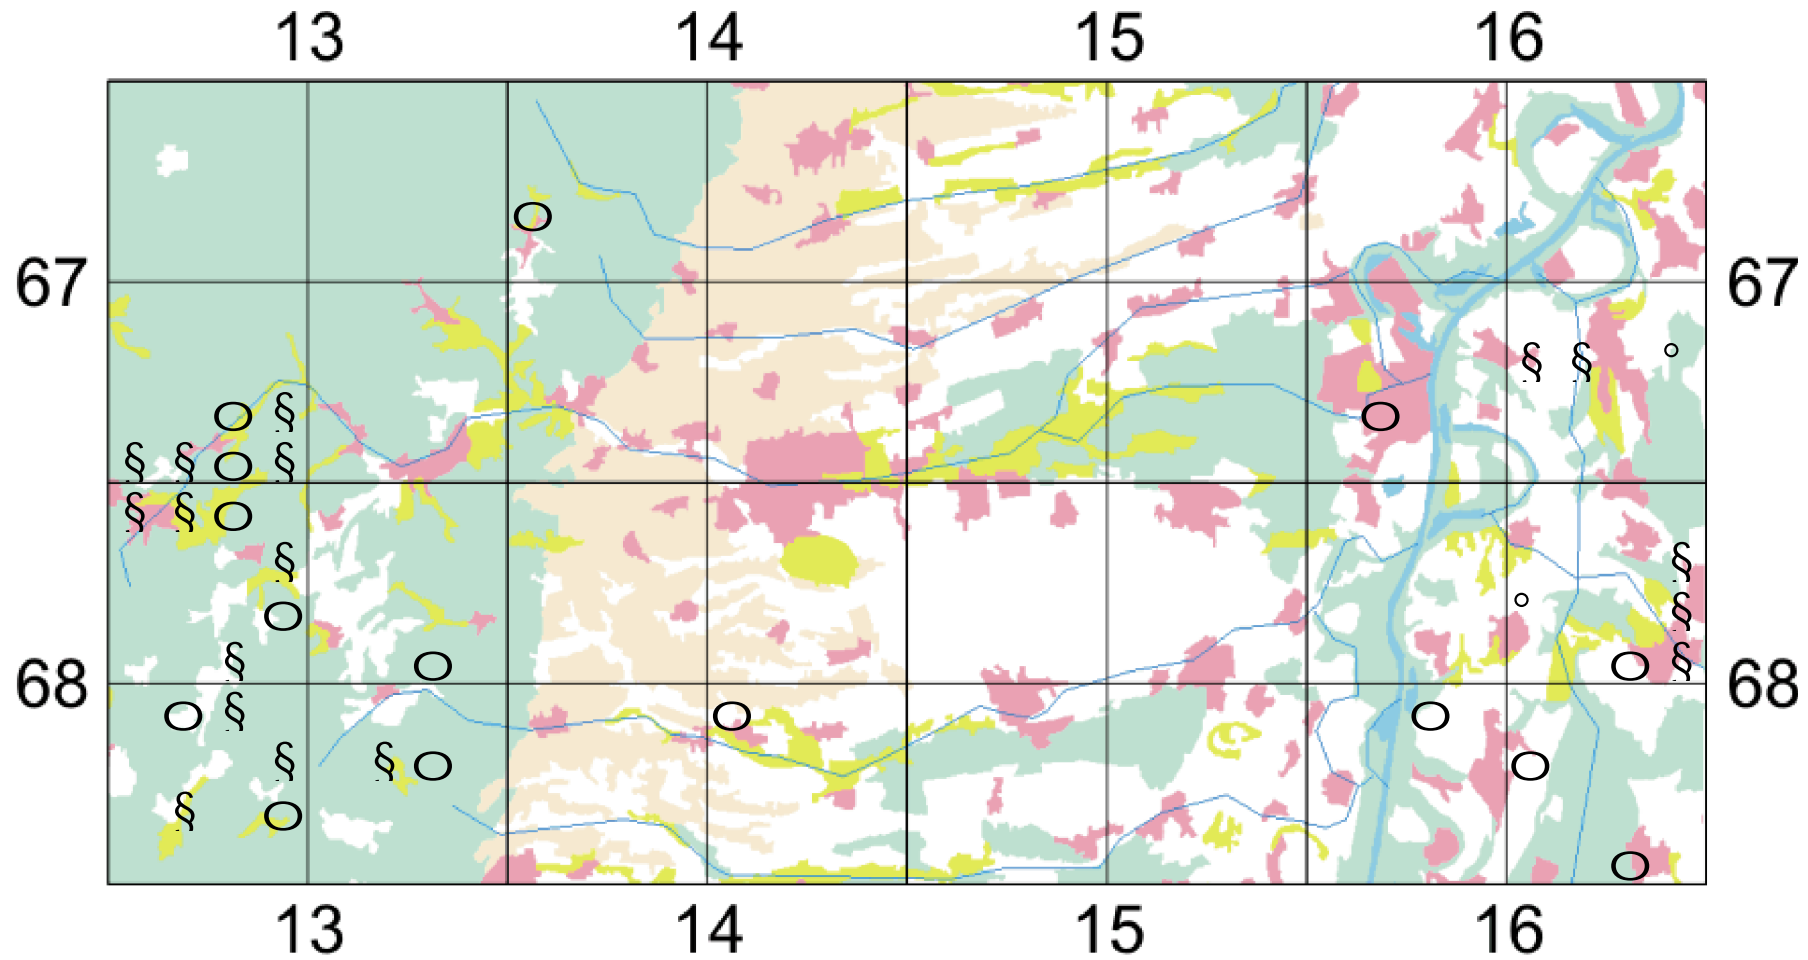 13 14 15 16
67 67
O
§ § °
O § O
§ § O §
§ § O
§ §
O § °
§ O O §
O § O O
§ § O O
§ O
O
68 68
13 14 15 16